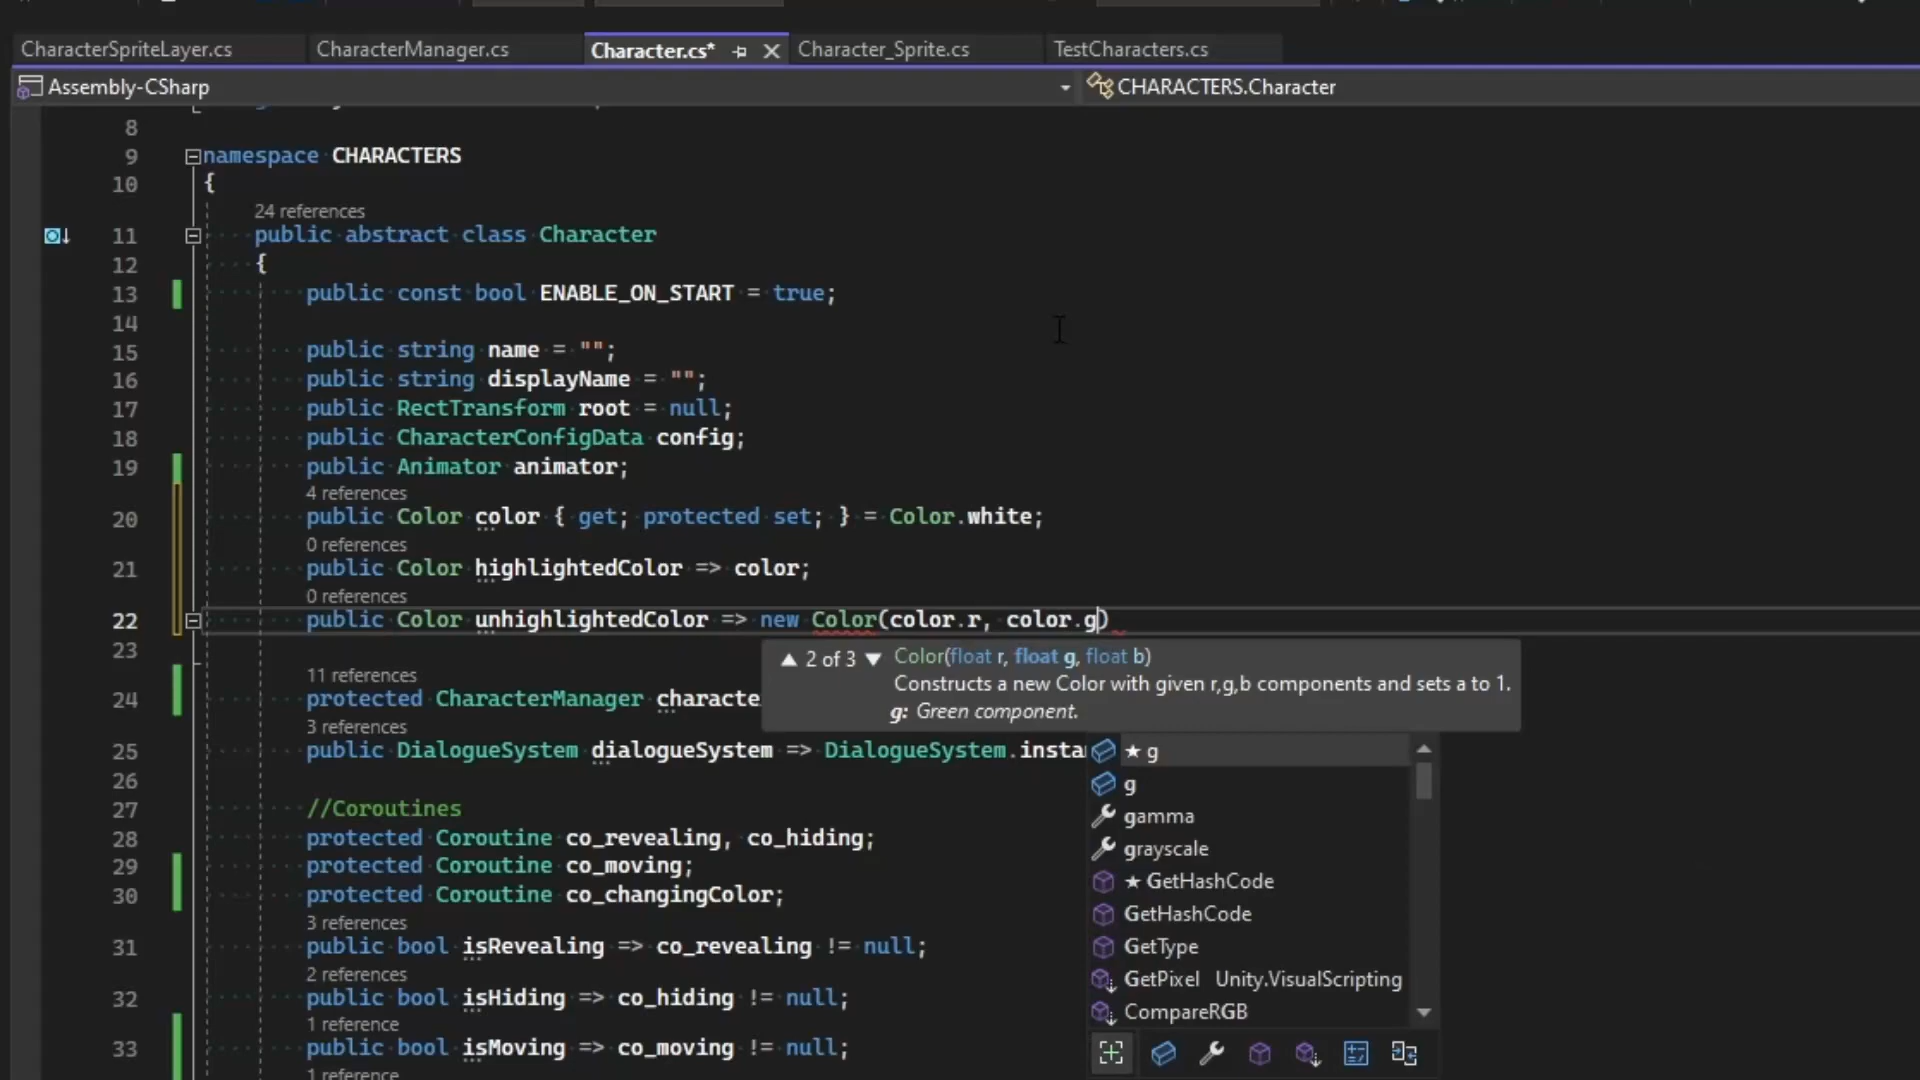 CharacterSpriteLayer.cs CharacterManager.cs Character.cs* Character_Sprite.cs TestCharacters.cs
Assembly-CSharp CHARACTERS.Character
8
9 namespace CHARACTERS
10 {
24 references
11 public abstract class Character
12 {
13 public const bool ENABLE_ON_START = true;
14
15 public string name = "";
16 public string displayName = "";
17 public RectTransform root = null;
18 public CharacterConfigData config;
19 public Animator animator;
4 references
20 public Color color { get; protected set; } = Color.white;
0 references
21 public Color highlightedColor => color;
0 references
22 public Color unhighlightedColor => new Color(color.r, color.g)
23
2 of 3 Color(float r, float g, float b)
Constructs a new Color with given r,g,b components and sets a to 1.
g: Green component.
11 references
24 protected CharacterManager characte
3 references
25 public DialogueSystem dialogueSystem => DialogueSystem.insta
★ g
g
gamma
grayscale
★ GetHashCode
GetHashCode
GetType
GetPixel Unity.VisualScripting
CompareRGB
26
27 //Coroutines
28 protected Coroutine co_revealing, co_hiding;
29 protected Coroutine co_moving;
30 protected Coroutine co_changingColor;
3 references
31 public bool isRevealing => co_revealing != null;
2 references
32 public bool isHiding => co_hiding != null;
1 reference
33 public bool isMoving => co_moving != null;
1 reference